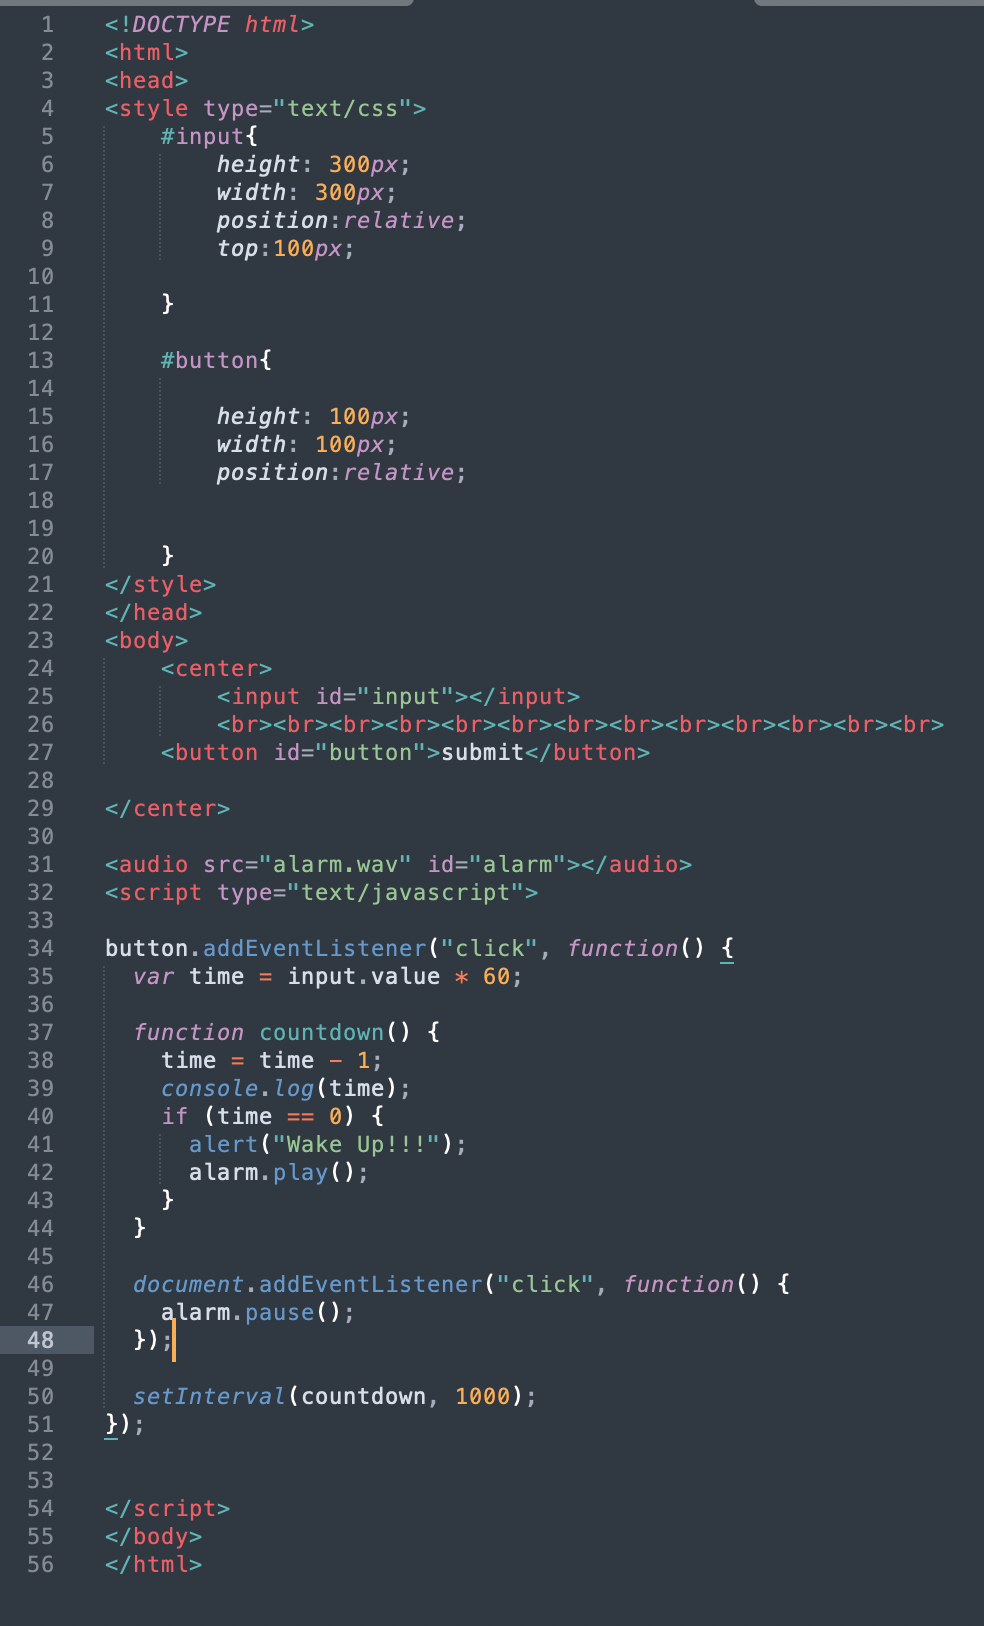 1 <!DOCTYPE html>
2 <html>
3 <head>
4 <style type="text/css">
5     #input{
6         height: 300px;
7         width: 300px;
8         position:relative;
9         top:100px;
10
11     }
12
13     #button{
14
15         height: 100px;
16         width: 100px;
17         position:relative;
18
19
20     }
21 </style>
22 </head>
23 <body>
24     <center>
25         <input id="input"></input>
26         <br><br><br><br><br><br><br><br><br><br><br><br><br>
27     <button id="button">submit</button>
28
29 </center>
30
31 <audio src="alarm.wav" id="alarm"></audio>
32 <script type="text/javascript">
33
34 button.addEventListener("click", function() {
35   var time = input.value * 60;
36
37   function countdown() {
38     time = time - 1;
39     console.log(time);
40     if (time == 0) {
41       alert("Wake Up!!!");
42       alarm.play();
43     }
44   }
45
46   document.addEventListener("click", function() {
47     alarm.pause();
48   });
49
50   setInterval(countdown, 1000);
51 });
52
53
54 </script>
55 </body>
56 </html>